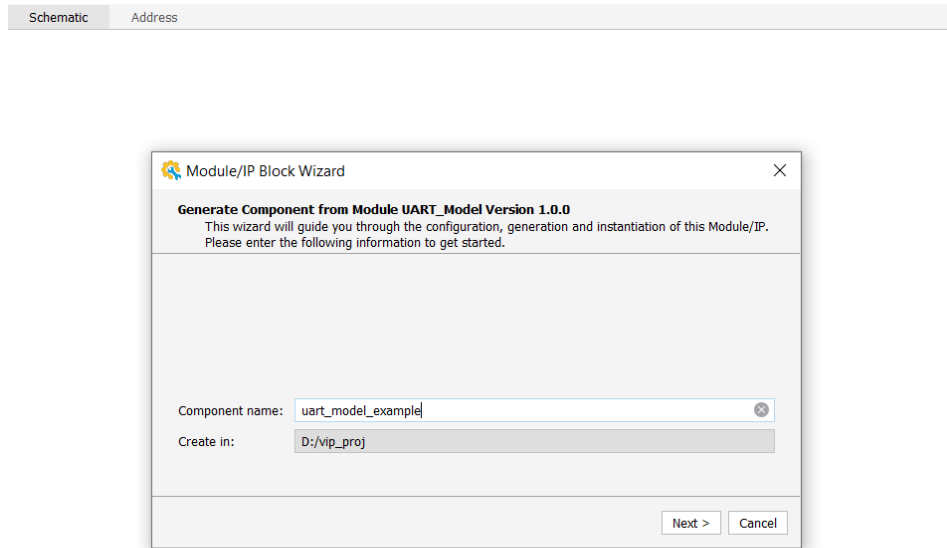 Schematic Address
Module/IP Block Wizard
Generate Component from Module UART_Model Version 1.0.0
This wizard will guide you through the configuration, generation and instantiation of this Module/IP.
Please enter the following information to get started.
Component name: uart_model_example
Create in: D:/vip_proj
Next > Cancel